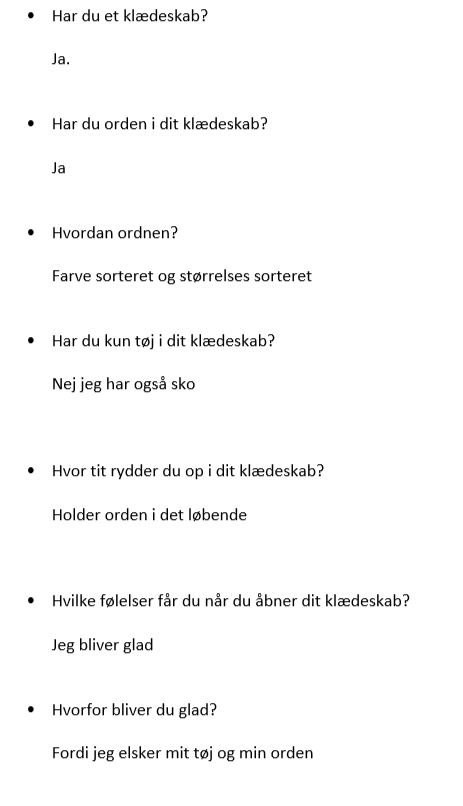 • Har du et klædeskab?
Ja.
• Har du orden i dit klædeskab?
Ja
• Hvordan ordnen?
Farve sorteret og størrelses sorteret
• Har du kun tøj i dit klædeskab?
Nej jeg har også sko
• Hvor tit rydder du op i dit klædeskab?
Holder orden i det løbende
• Hvilke følelser får du når du åbner dit klædeskab?
Jeg bliver glad
• Hvorfor bliver du glad?
Fordi jeg elsker mit tøj og min orden